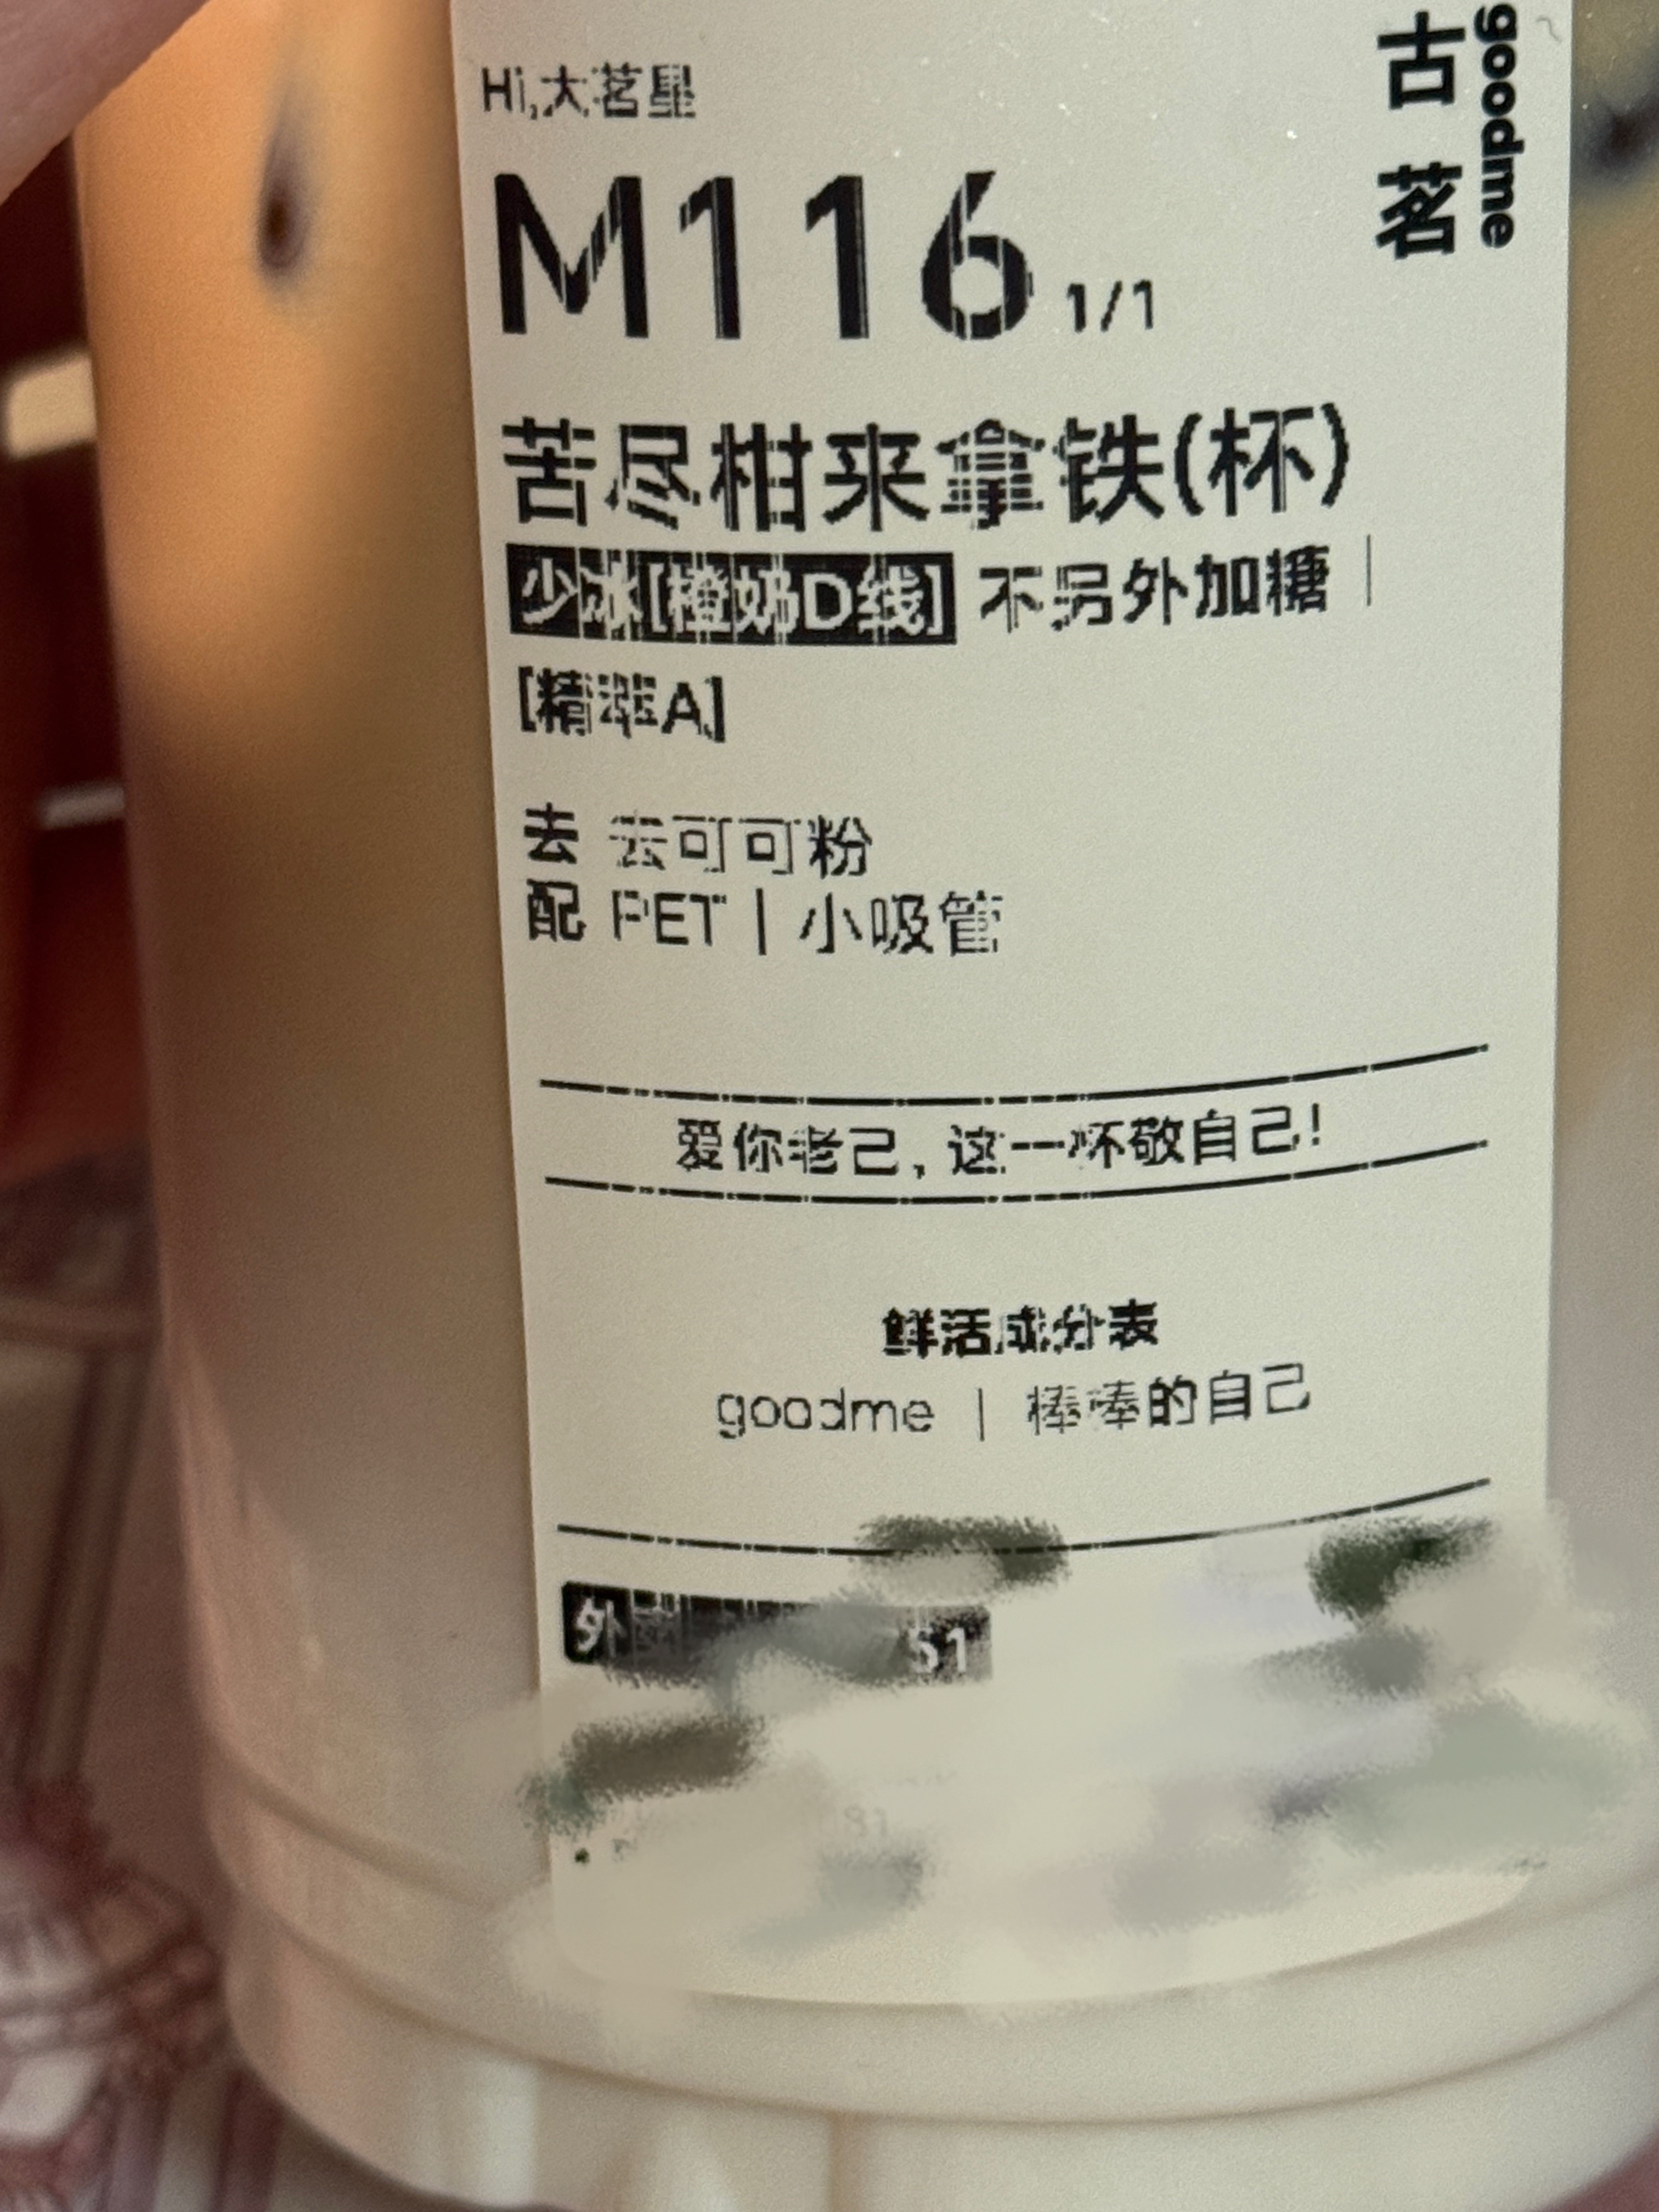 Hi,大茗星
古茗
goodme
M116 1/1
苦尽柑来拿铁(杯)
少冰[橙奶D线] 不另外加糖|
[精萃A]
去 去可可粉
配 PET | 小吸管
爱你老己, 这一杯敬自己!
鲜活成分表
goodme | 棒棒的自己
外 51
81